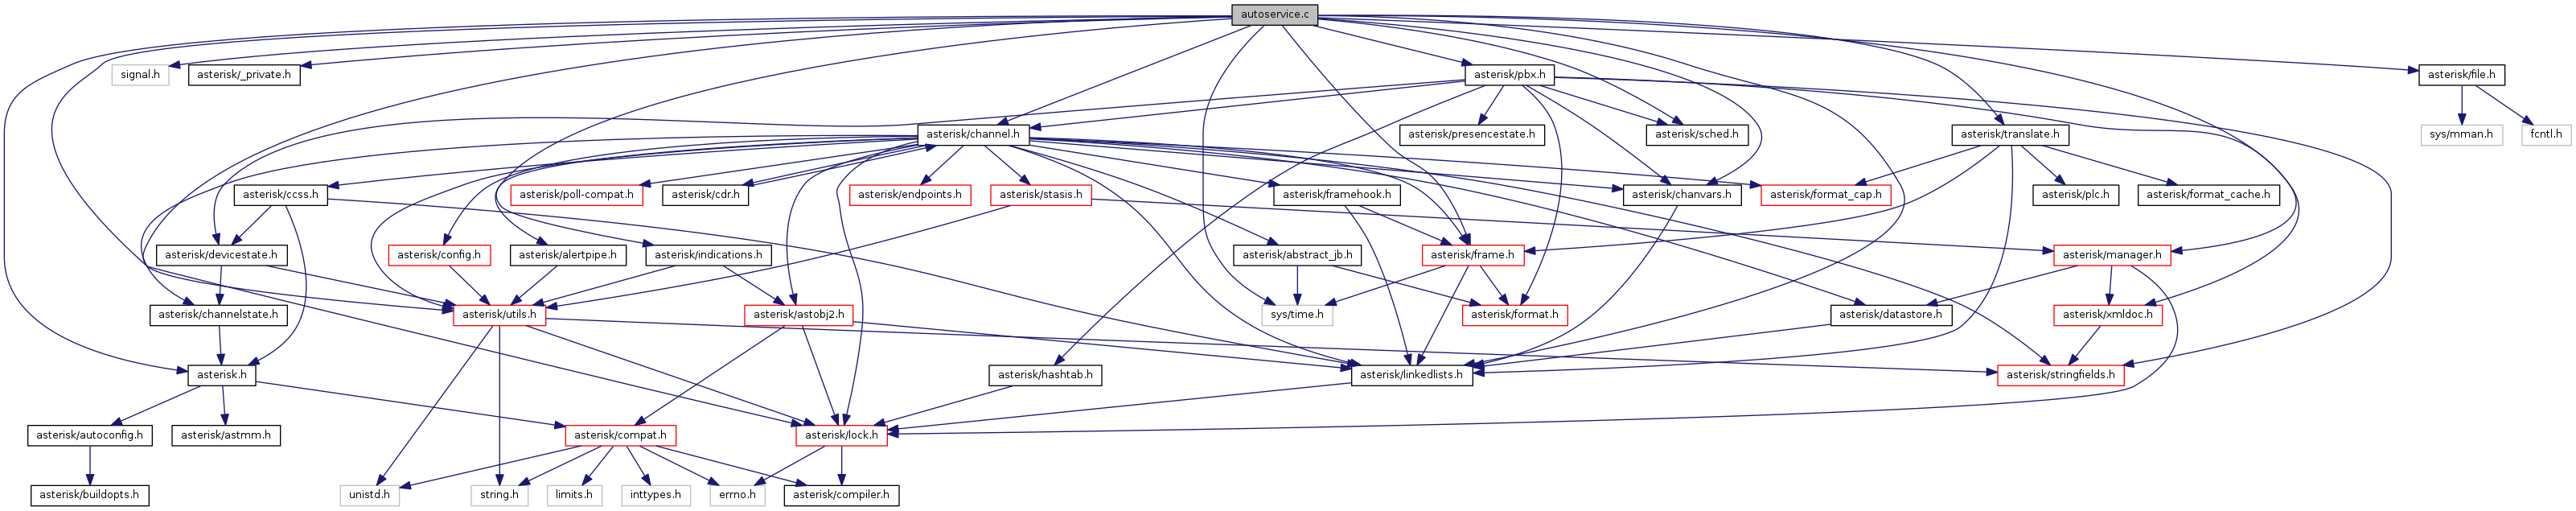 autoservice.c
signal.h
asterisk/_private.h
asterisk/pbx.h
asterisk/file.h
asterisk/channel.h
asterisk/presencestate.h
asterisk/sched.h
asterisk/translate.h
sys/mman.h
fcntl.h
asterisk/ccss.h
asterisk/poll-compat.h
asterisk/cdr.h
asterisk/endpoints.h
asterisk/stasis.h
asterisk/framehook.h
asterisk/chanvars.h
asterisk/format_cap.h
asterisk/plc.h
asterisk/format_cache.h
asterisk/devicestate.h
asterisk/config.h
asterisk/alertpipe.h
asterisk/indications.h
asterisk/abstract_jb.h
asterisk/frame.h
asterisk/manager.h
asterisk/channelstate.h
asterisk/utils.h
asterisk/astobj2.h
sys/time.h
asterisk/format.h
asterisk/datastore.h
asterisk/xmldoc.h
asterisk.h
asterisk/hashtab.h
asterisk/linkedlists.h
asterisk/stringfields.h
asterisk/autoconfig.h
asterisk/astmm.h
asterisk/compat.h
asterisk/lock.h
asterisk/buildopts.h
unistd.h
string.h
limits.h
inttypes.h
errno.h
asterisk/compiler.h